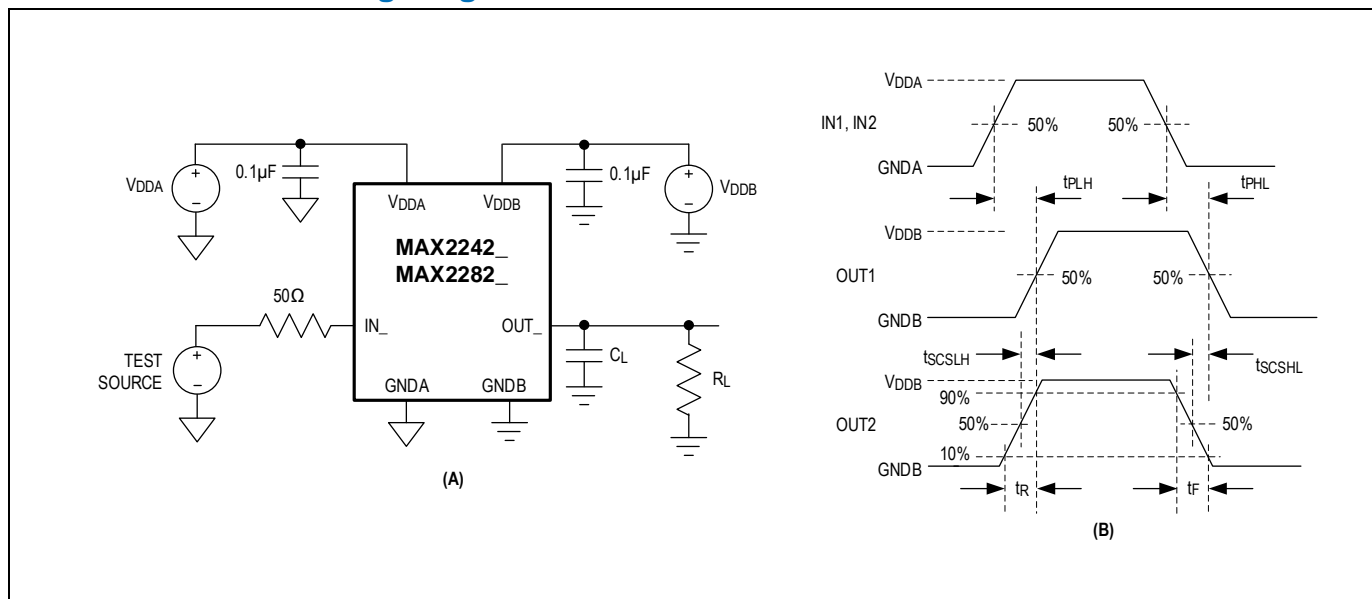 VDDA
0.1µF
0.1µF
VDDB
VDDA
VDDB
MAX2242_
MAX2282_
50Ω
IN_
OUT_
TEST
SOURCE
CL
RL
GNDA
GNDB
(A)
VDDA
IN1, IN2
50%
50%
GNDA
tPLH
tPHL
VDDB
OUT1
50%
50%
GNDB
tSCSLH
tSCSHL
VDDB
90%
OUT2
50%
50%
10%
GNDB
tR
tF
(B)